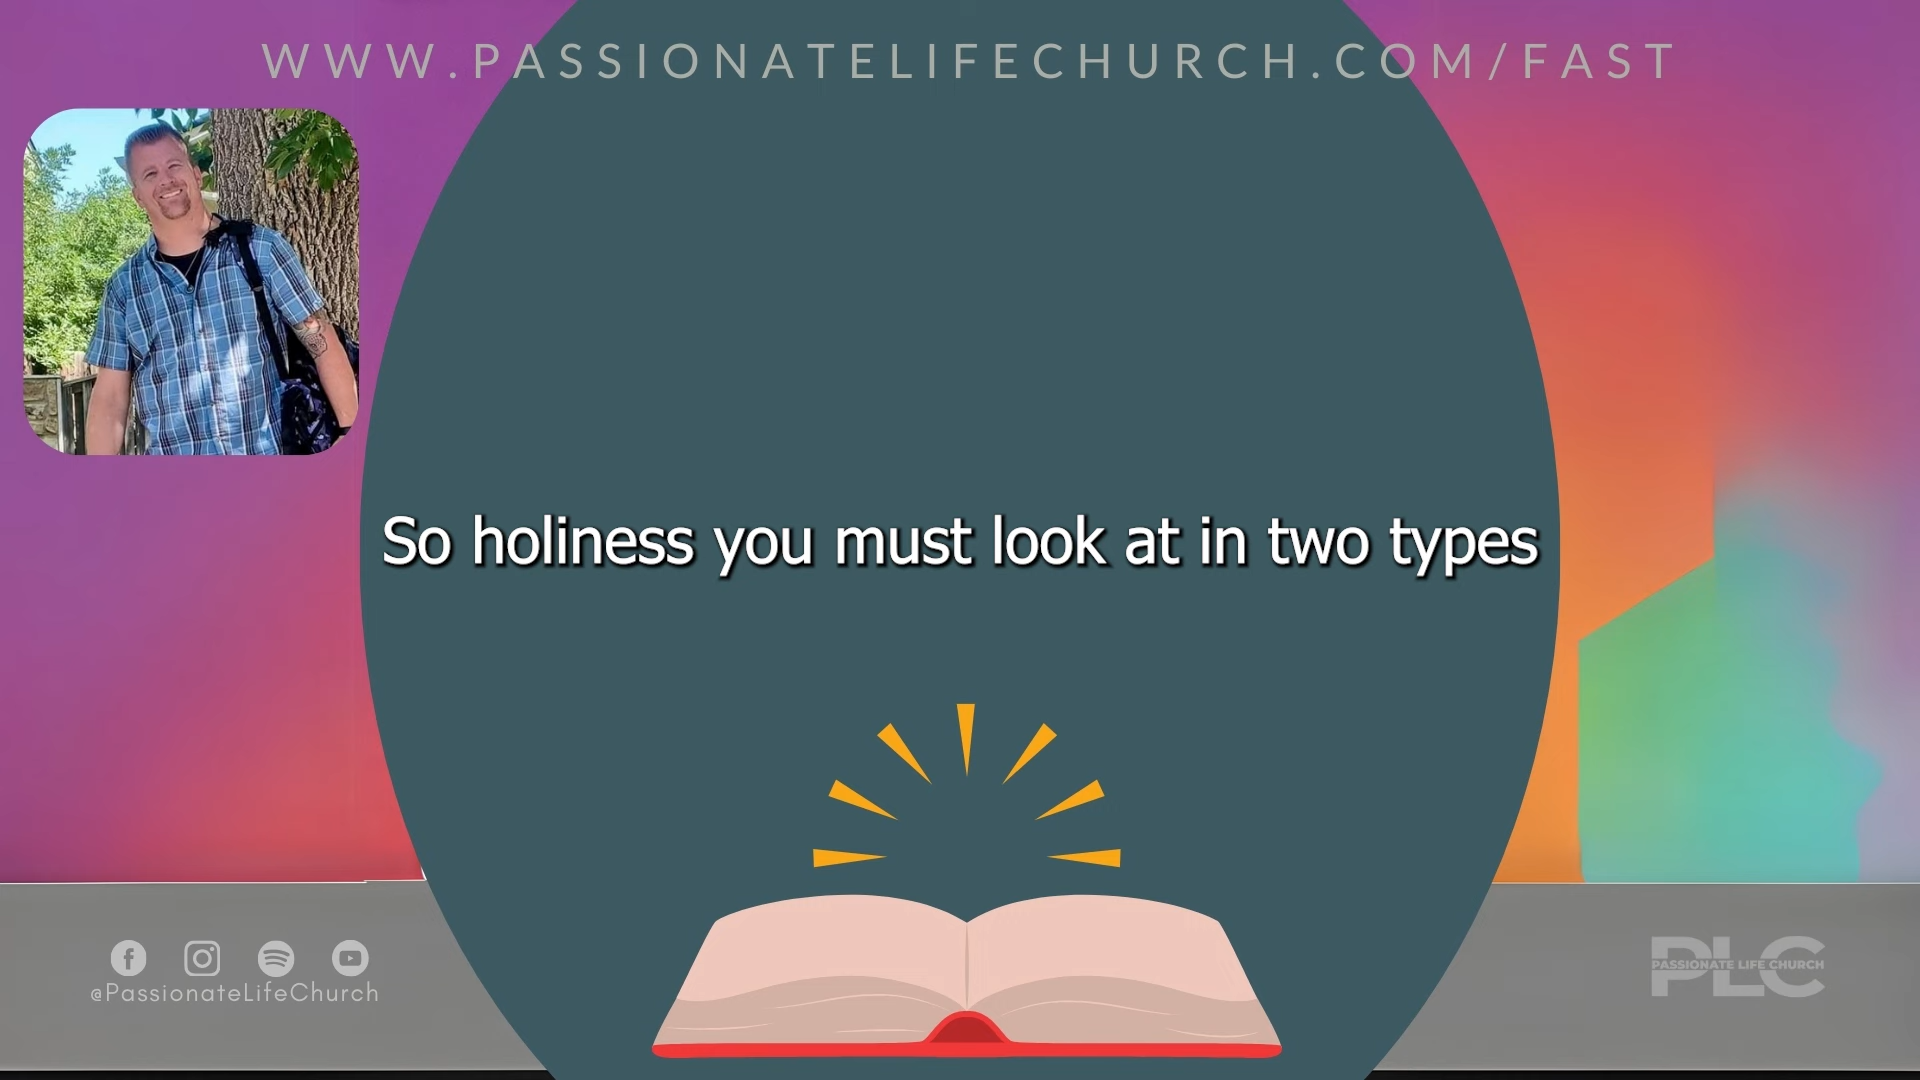 WWW.PASSIONATELIFECHURCH.COM/FAST
So holiness you must look at in two types
@PassionateLifeChurch
PLC
PASSIONATE LIFE CHURCH